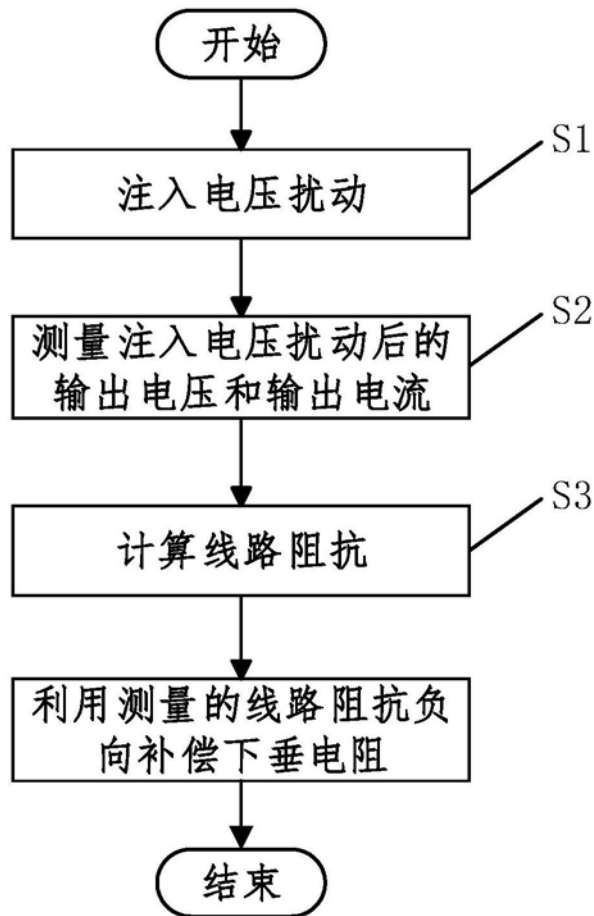 开始
S1
注入电压扰动
S2
测量注入电压扰动后的
输出电压和输出电流
S3
计算线路阻抗
利用测量的线路阻抗负
向补偿下垂电阻
结束